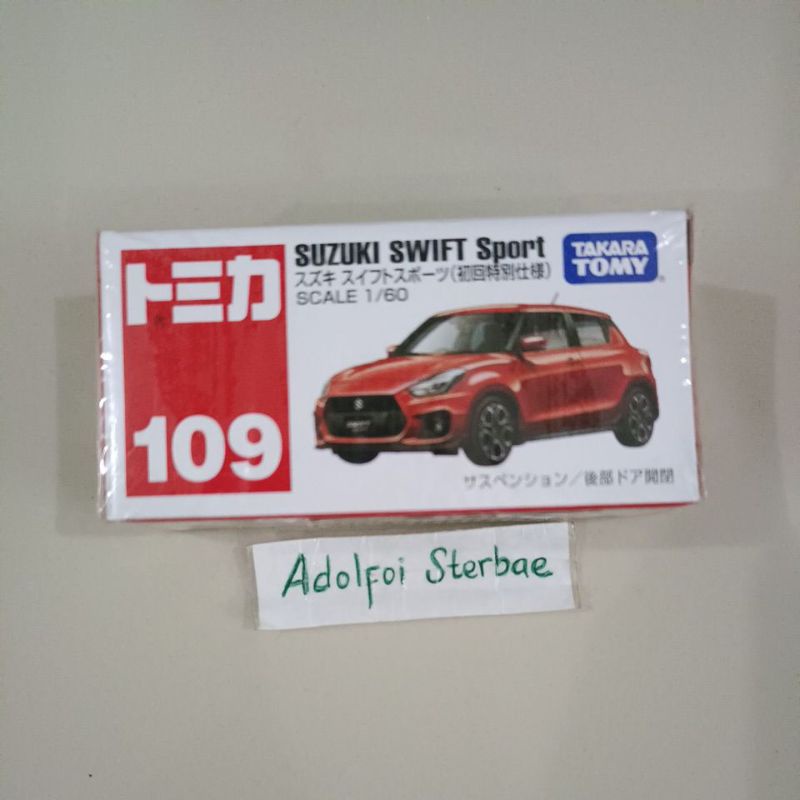 トミカ
109
SUZUKI SWIFT Sport
スズキ スイフトスポーツ(初回特別仕様)
SCALE 1/60
TAKARA
TOMY
サスペンション/後部ドア開閉
Adolfoi Sterbae